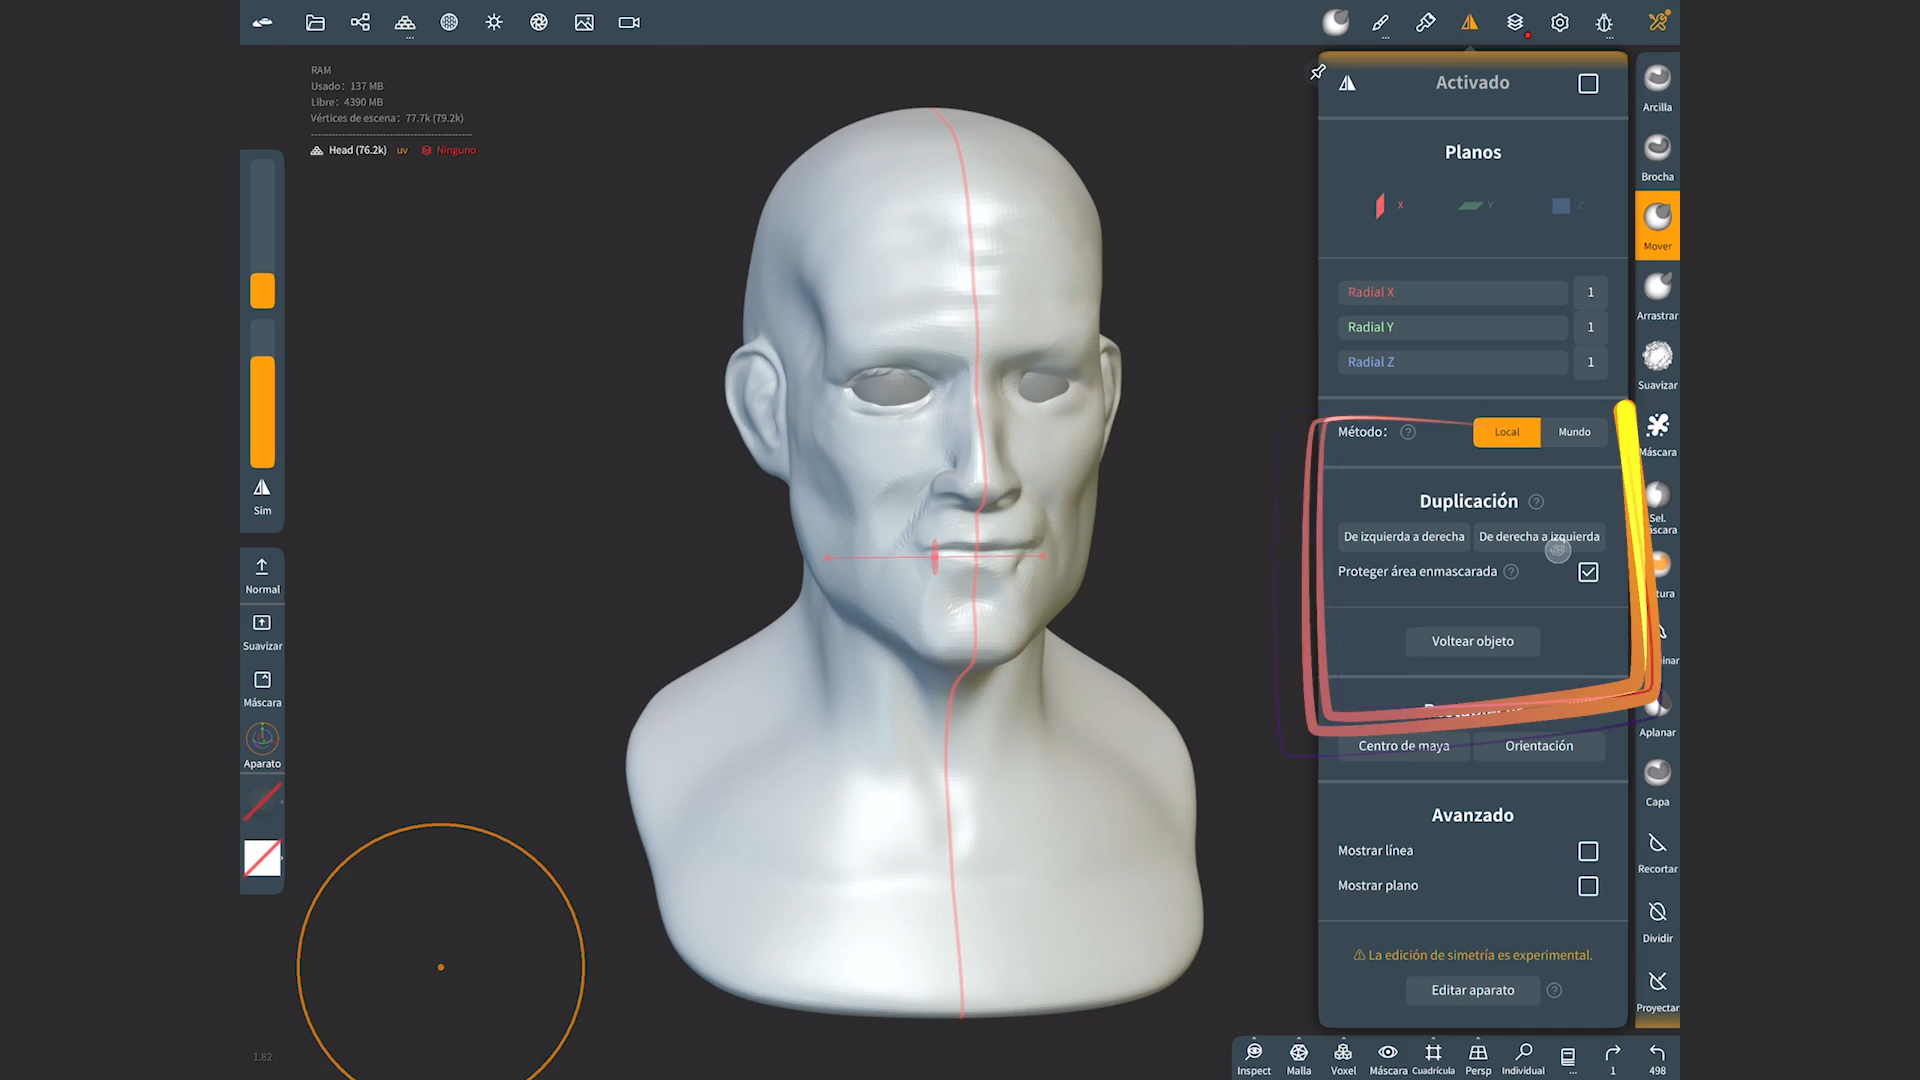 RAM
Usado: 137 MB
Libre: 4390 MB
Vértices de escena: 77.7k (79.2k)
Head (76.2k) uv Ninguno
Sim
Normal
Suavizar
Máscara
Aparato
1.82
Activado
Planos
X Y Z
Radial X 1
Radial Y 1
Radial Z 1
Método: ? Local Mundo
Duplicación ?
De izquierda a derecha De derecha a izquierda
Proteger área enmascarada ?
Voltear objeto
Centro de maya Orientación
Avanzado
Mostrar línea
Mostrar plano
La edición de simetría es experimental.
Editar aparato ?
Arcilla
Brocha
Mover
Arrastrar
Suavizar
Máscara
Sel.
Aplanar
Capa
Recortar
Dividir
Proyectar
Inspect Malla Voxel Máscara Cuadrícula Persp Individual ... 1 498